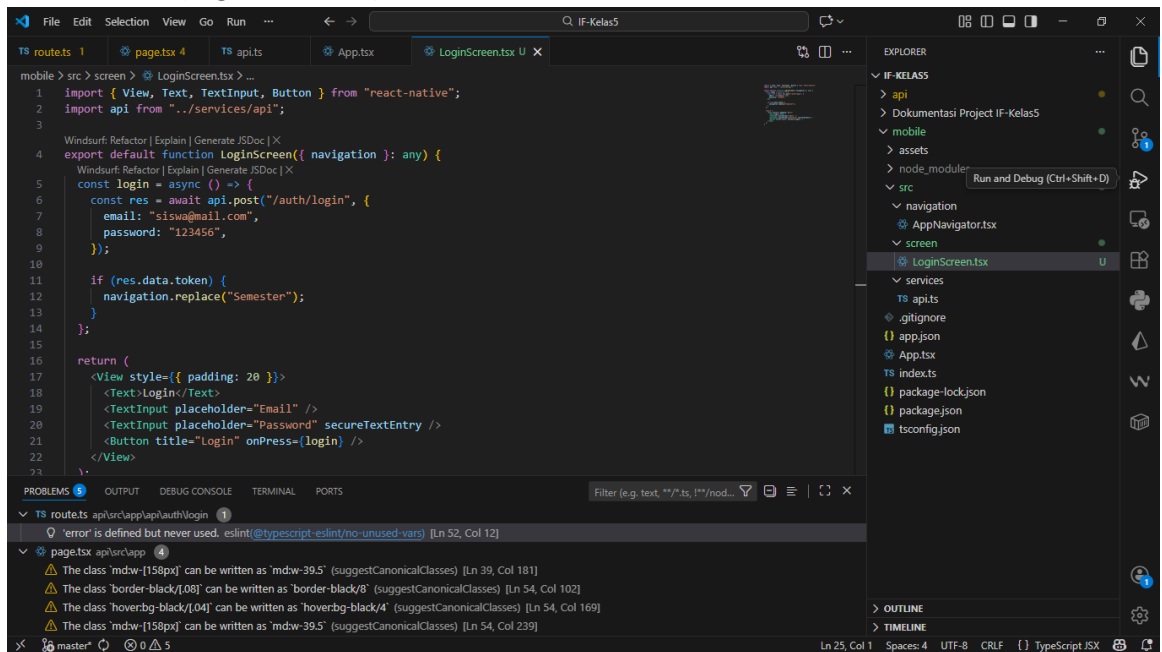 File Edit Selection View Go Run ··· ← → IF-Kelas5
TS route.ts 1 page.tsx 4 TS api.ts App.tsx LoginScreen.tsx U ···
mobile > src > screen > LoginScreen.tsx > ...
1 import { View, Text, TextInput, Button } from "react-native";
2 import api from "../services/api";
3
Windsurf: Refactor | Explain | Generate JSDoc | ×
4 export default function LoginScreen({ navigation }: any) {
Windsurf: Refactor | Explain | Generate JSDoc | ×
5 const login = async () => {
6 const res = await api.post("/auth/login", {
7 email: "siswa@mail.com",
8 password: "123456",
9 });
10
11 if (res.data.token) {
12 navigation.replace("Semester");
13 }
14 };
15
16 return (
17 <View style={{ padding: 20 }}>
18 <Text>Login</Text>
19 <TextInput placeholder="Email" />
20 <TextInput placeholder="Password" secureTextEntry />
21 <Button title="Login" onPress={login} />
22 </View>
23 );
EXPLORER ···
IF-KELAS5
> api
> Dokumentasi Project IF-Kelas5
mobile
> assets
> node_modules
Run and Debug (Ctrl+Shift+D)
src
navigation
AppNavigator.tsx
screen
LoginScreen.tsx U
services
TS api.ts
.gitignore
{} app.json
App.tsx
TS index.ts
{} package-lock.json
{} package.json
tsconfig.json
> OUTLINE
> TIMELINE
1
1
PROBLEMS 5 OUTPUT DEBUG CONSOLE TERMINAL PORTS Filter (e.g. text, **/*.ts, !**/nod...
TS route.ts api\src\app\api\auth\login 1
'error' is defined but never used. eslint(@typescript-eslint/no-unused-vars) [Ln 52, Col 12]
page.tsx api\src\app 4
The class `md:w-[158px]` can be written as `md:w-39.5` (suggestCanonicalClasses) [Ln 39, Col 181]
The class `border-black/[.08]` can be written as `border-black/8` (suggestCanonicalClasses) [Ln 54, Col 102]
The class `hover:bg-black/[.04]` can be written as `hover:bg-black/4` (suggestCanonicalClasses) [Ln 54, Col 169]
The class `md:w-[158px]` can be written as `md:w-39.5` (suggestCanonicalClasses) [Ln 54, Col 239]
master* 0 5 Ln 25, Col 1 Spaces: 4 UTF-8 CRLF {} TypeScript JSX